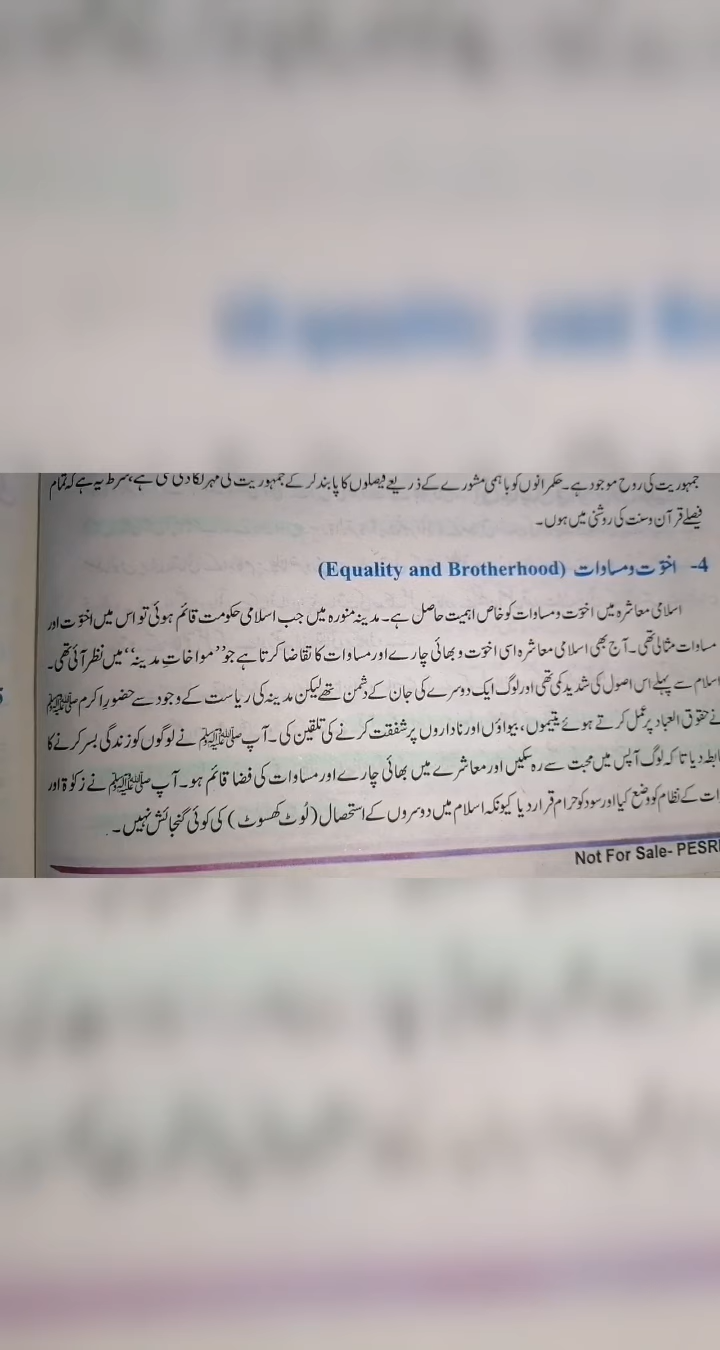 جمہوریت کی روح موجود ہے۔ حکمرانوں کو باہمی مشورے کے ذریعے فیصلوں کا پابند کر کے جمہوریت کی مہر لگا دی گئی ہے، شرط یہ ہے کہ تمام
فیصلے قرآن وسنت کی روشنی میں ہوں۔
4- اخوّت و مساوات (Equality and Brotherhood)
اسلامی معاشرہ میں اخوّت و مساوات کو خاص اہمیت حاصل ہے۔ مدینہ منورہ میں جب اسلامی حکومت قائم ہوئی تو اس میں اخوّت اور
مساوات مثالی تھی۔ آج بھی اسلامی معاشرہ اسی اخوّت و بھائی چارے اور مساوات کا تقاضا کرتا ہے جو ’’مواخاتِ مدینہ‘‘ میں نظر آئی تھی۔
اسلام سے پہلے اس اصول کی شدید کمی تھی اور لوگ ایک دوسرے کی جان کے دشمن تھے لیکن مدینہ کی ریاست کے وجود سے حضورِ اکرم ﷺ
نے حقوق العباد پر عمل کرتے ہوئے یتیموں، بیواؤں اور ناداروں پر شفقت کرنے کی تلقین کی۔ آپ ﷺ نے لوگوں کو زندگی بسر کرنے کا
ابطہ دیا تا کہ لوگ آپس میں محبت سے رہ سکیں اور معاشرے میں بھائی چارے اور مساوات کی فضا قائم ہو۔ آپ ﷺ نے زکوٰۃ اور
ات کے نظام کو وضع کیا اور سود کو حرام قرار دیا کیونکہ اسلام میں دوسروں کے استحصال (لُوٹ کھسوٹ) کی کوئی گنجائش نہیں۔
Not For Sale- PESR